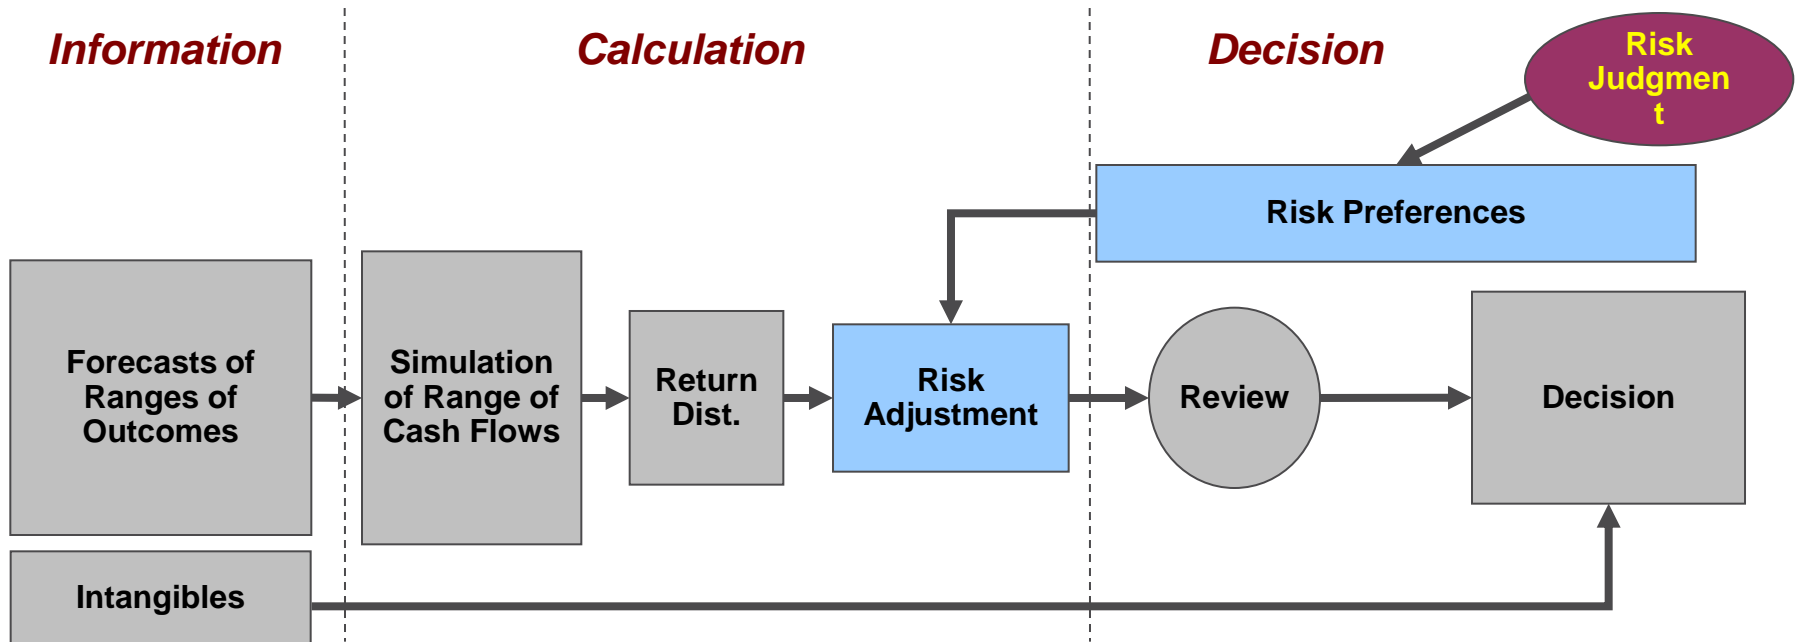 Information
Calculation
Decision
Risk
Judgmen
t
Risk Preferences
Forecasts of
Ranges of
Outcomes
Simulation
of Range of
Cash Flows
Return
Dist.
Risk
Adjustment
Review
Decision
Intangibles